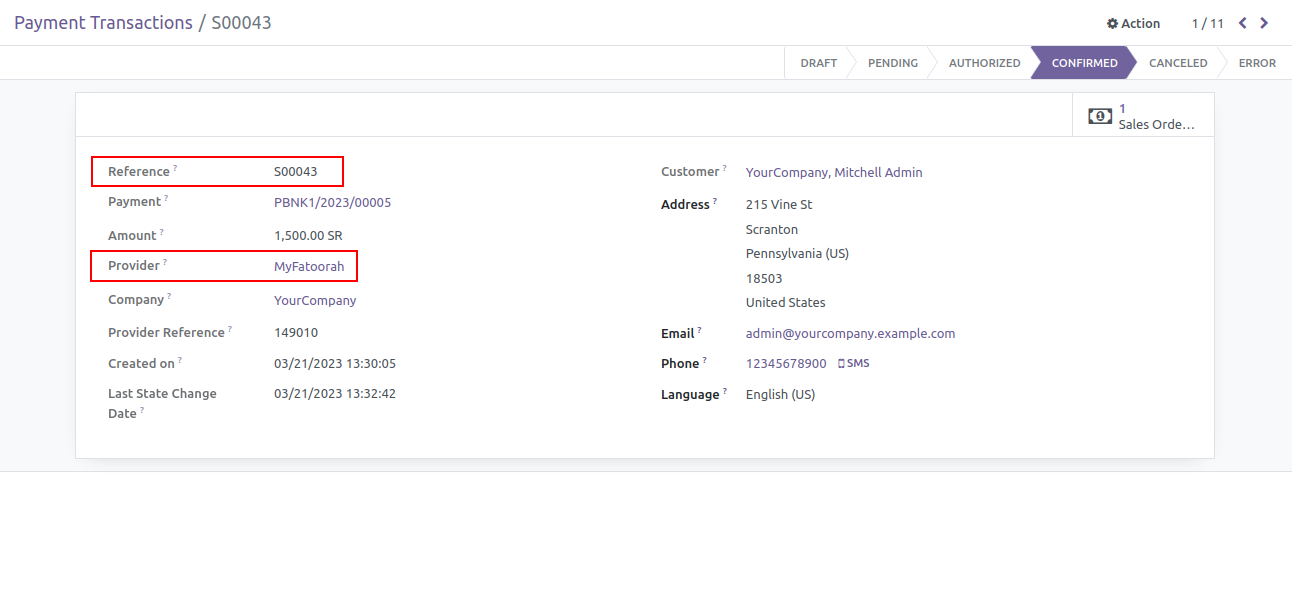 Payment Transactions / S00043
Action
1 / 11
DRAFT PENDING AUTHORIZED CONFIRMED CANCELED ERROR
1
Sales Orde...
Reference ? S00043
Payment ? PBNK1/2023/00005
Amount ? 1,500.00 SR
Provider ? MyFatoorah
Company ? YourCompany
Provider Reference ? 149010
Created on ? 03/21/2023 13:30:05
Last State Change 03/21/2023 13:32:42
Date ?
Customer ? YourCompany, Mitchell Admin
Address ? 215 Vine St
Scranton
Pennsylvania (US)
18503
United States
Email ? admin@yourcompany.example.com
Phone ? 12345678900 SMS
Language ? English (US)